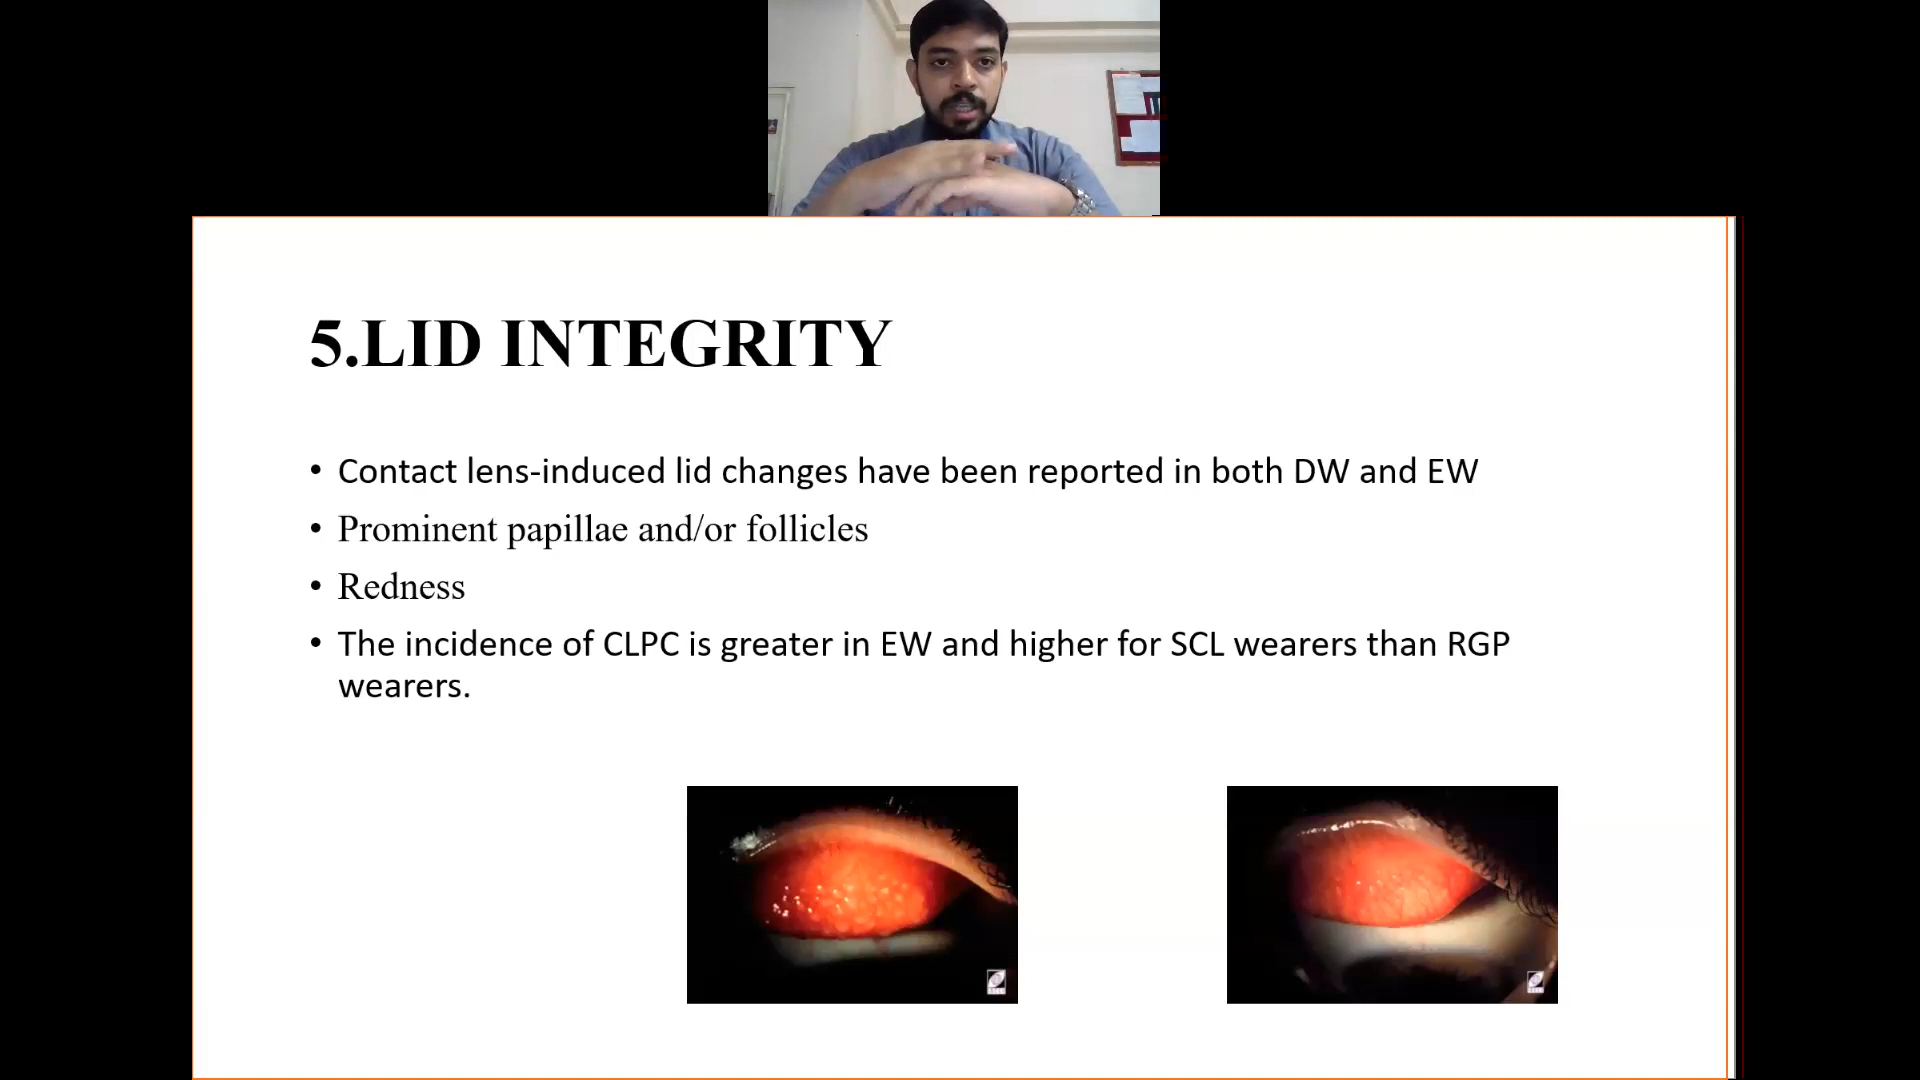 5.LID INTEGRITY
• Contact lens-induced lid changes have been reported in both DW and EW
• Prominent papillae and/or follicles
• Redness
• The incidence of CLPC is greater in EW and higher for SCL wearers than RGP
wearers.